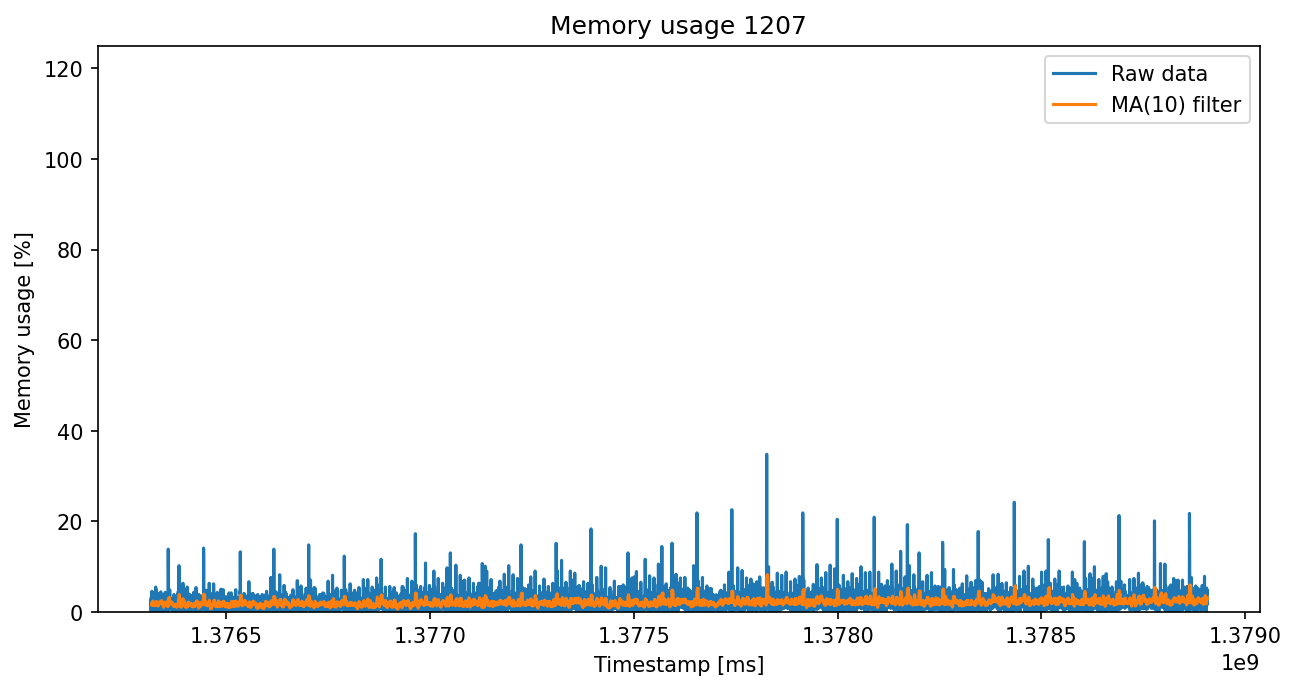 Memory usage 1207
120
100
80
60
40
20
0
Memory usage [%]
Raw data
MA(10) filter
1.3765 1.3770 1.3775 1.3780 1.3785 1.3790
1e9
Timestamp [ms]